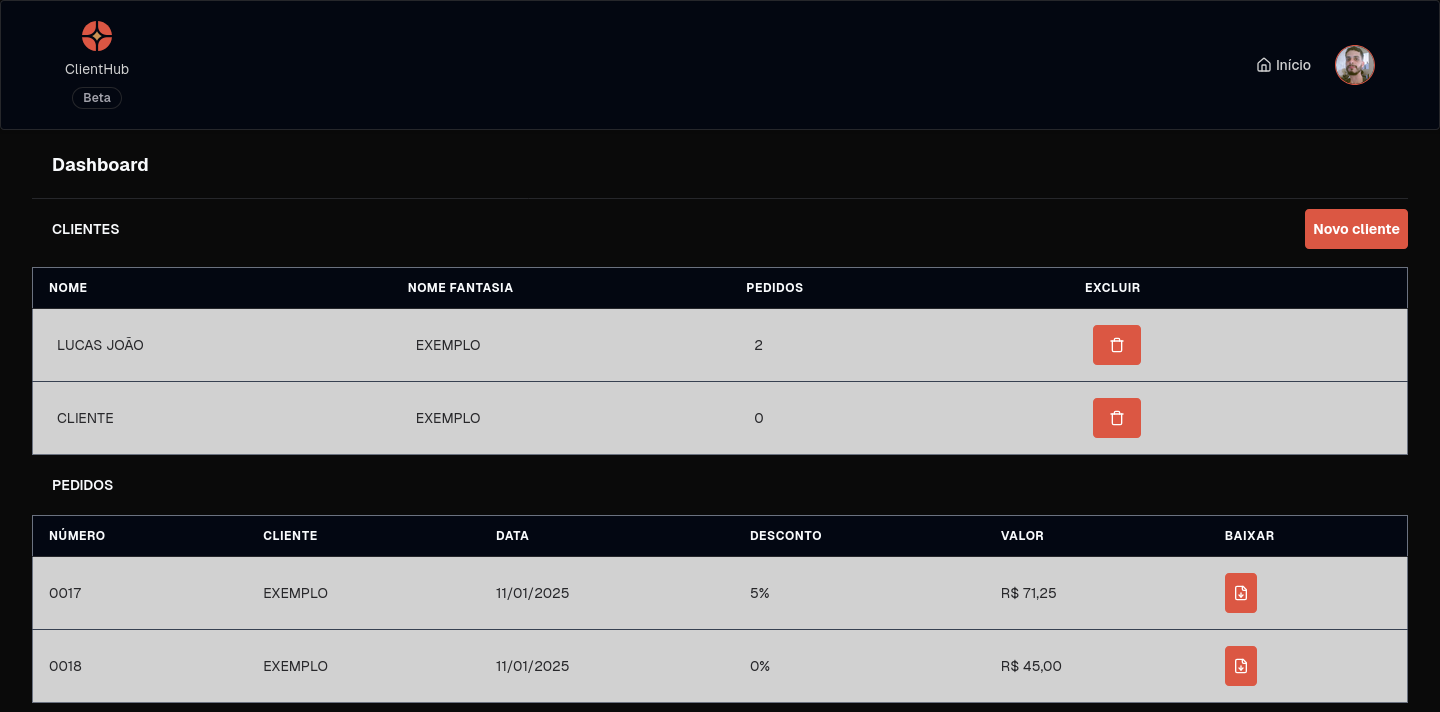 ClientHub
Beta
Início
Dashboard
CLIENTES
Novo cliente
NOME NOME FANTASIA PEDIDOS EXCLUIR
LUCAS JOÃO EXEMPLO 2
CLIENTE EXEMPLO 0
PEDIDOS
NÚMERO CLIENTE DATA DESCONTO VALOR BAIXAR
0017 EXEMPLO 11/01/2025 5% R$ 71,25
0018 EXEMPLO 11/01/2025 0% R$ 45,00